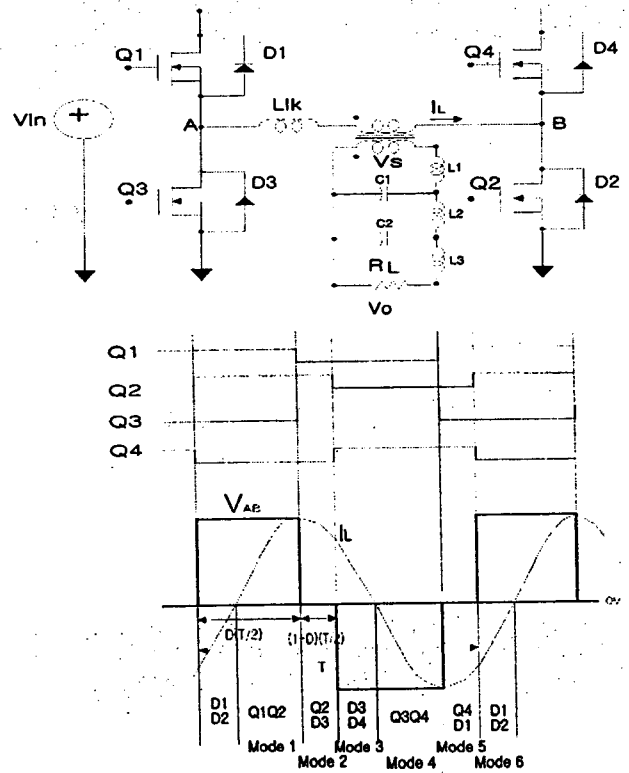 Q1 D1 Q4 D4
Llk IL
Vin + A B
Vs
Q3 D3 C1 L1 Q2 D2
C2 L2
L3
RL
Vo
Q1
Q2
Q3
Q4
VAB
IL
0V
D(T/2) (1-D)(T/2)
T
D1 D2 Q1Q2 Q2 D3 D3 D4 Q3Q4 Q4 D1 D1 D2
Mode 1 Mode 3 Mode 5
Mode 2 Mode 4 Mode 6